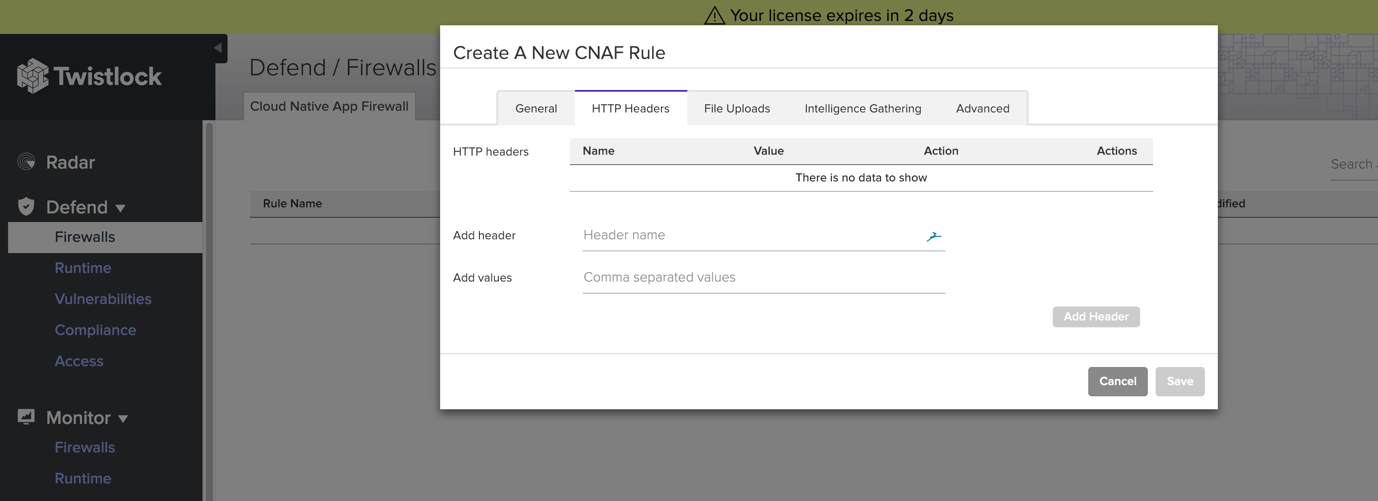 Your license expires in 2 days
Twistlock
Defend / Firewalls
Cloud Native App Firewall
Radar
Defend
Firewalls
Runtime
Vulnerabilities
Compliance
Access
Monitor
Firewalls
Runtime
Search
Rule Name
Create A New CNAF Rule
General HTTP Headers File Uploads Intelligence Gathering Advanced
HTTP headers Name Value Action Actions
There is no data to show
Add header Header name
Add values Comma separated values
Add Header
Cancel Save